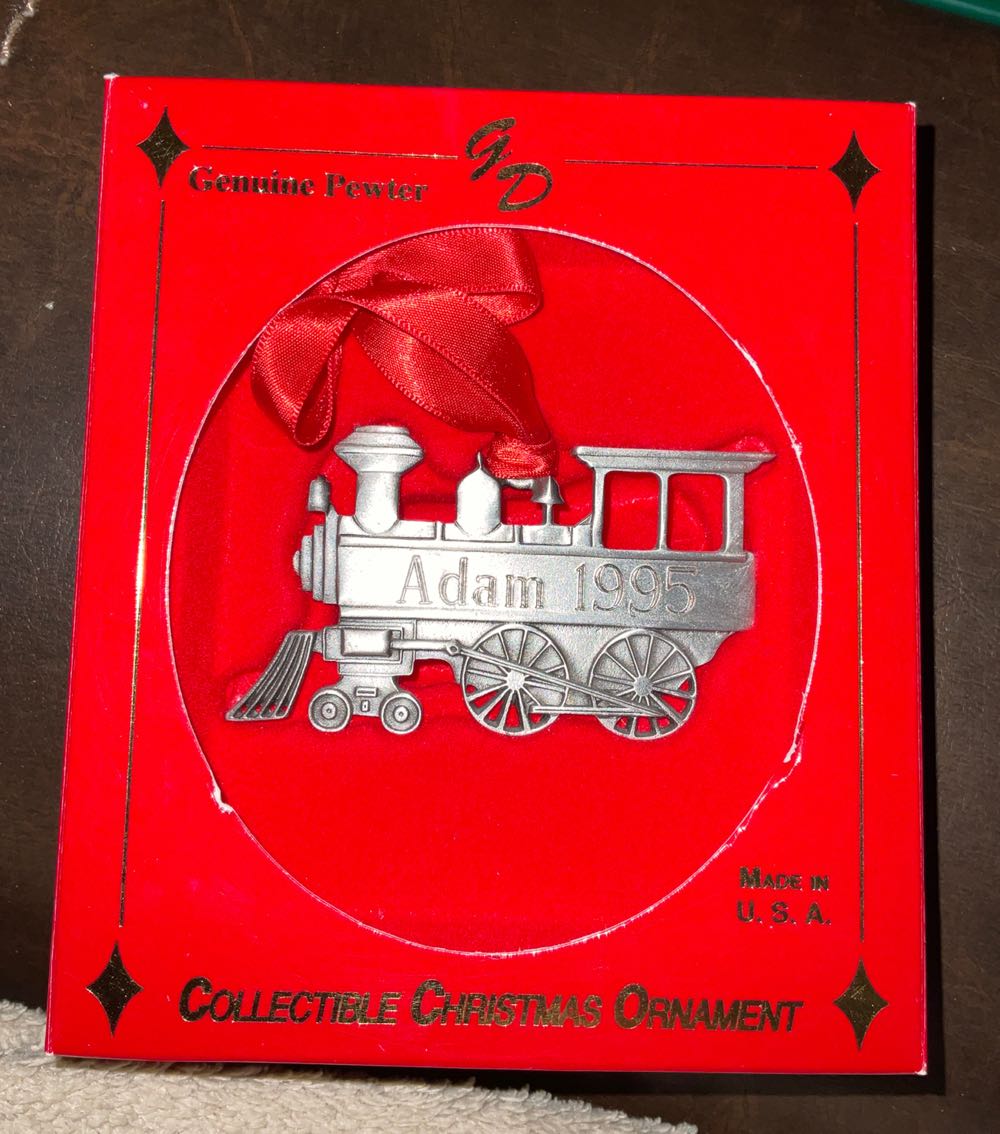 GD
Genuine Pewter
Adam 1995
MADE IN
U. S. A.
COLLECTIBLE CHRISTMAS ORNAMENT